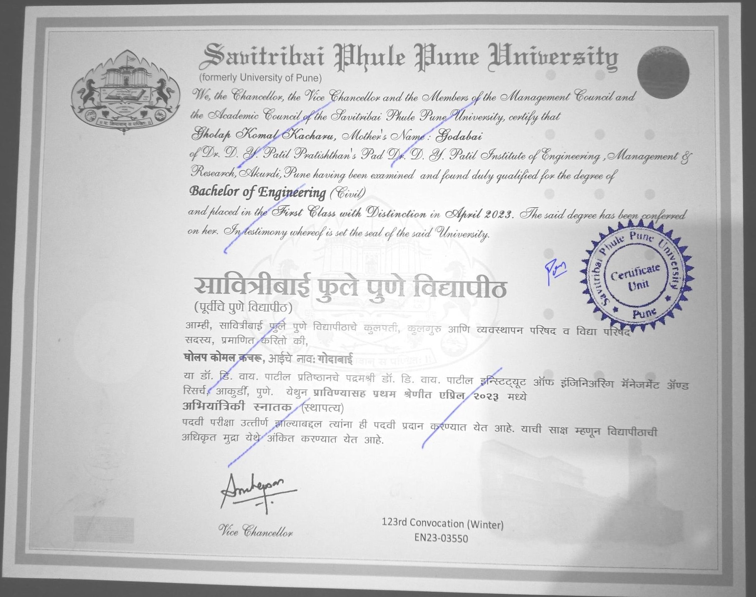 Savitribai Phule Pune University
(formerly University of Pune)
We, the Chancellor, the Vice Chancellor and the Members of the Management Council and
the Academic Council of the Savitribai Phule Pune University, certify that
Gholap Komal Kacharu, Mother's Name: Godabai
of Dr. D. Y. Patil Pratishthan's Pad Dr. D. Y. Patil Institute of Engineering ,Management &
Research, Akurdi, Pune having been examined and found duly qualified for the degree of
Bachelor of Engineering (Civil)
and placed in the First Class with Distinction in April 2023. The said degree has been conferred
on her. In testimony whereof is set the seal of the said University.
Savitribai Phule Pune University
Certificate
Unit
Pune
सावित्रीबाई फुले पुणे विद्यापीठ
(पूर्वीचे पुणे विद्यापीठ)
आम्ही, सावित्रीबाई फुले पुणे विद्यापीठाचे कुलपती, कुलगुरु आणि व्यवस्थापन परिषद व विद्या परिषद
सदस्य, प्रमाणित करितो की,
घोलप कोमल कचरू, आईचे नाव: गोदाबाई
या डॉ. डि. वाय. पाटील प्रतिष्ठानचे पद्मश्री डॉ. डि. वाय. पाटील इन्स्टिट्यूट ऑफ इंजिनिअरिंग मॅनेजमेंट ॲण्ड
रिसर्च, आकुर्डी, पुणे. येथुन प्राविण्यासह प्रथम श्रेणीत एप्रिल २०२३ मध्ये
अभियांत्रिकी स्नातक (स्थापत्य)
पदवी परीक्षा उत्तीर्ण झाल्याबद्दल त्यांना ही पदवी प्रदान करण्यात येत आहे. याची साक्ष म्हणून विद्यापीठाची
अधिकृत मुद्रा येथे अंकित करण्यात येत आहे.
Vice Chancellor
123rd Convocation (Winter)
EN23-03550